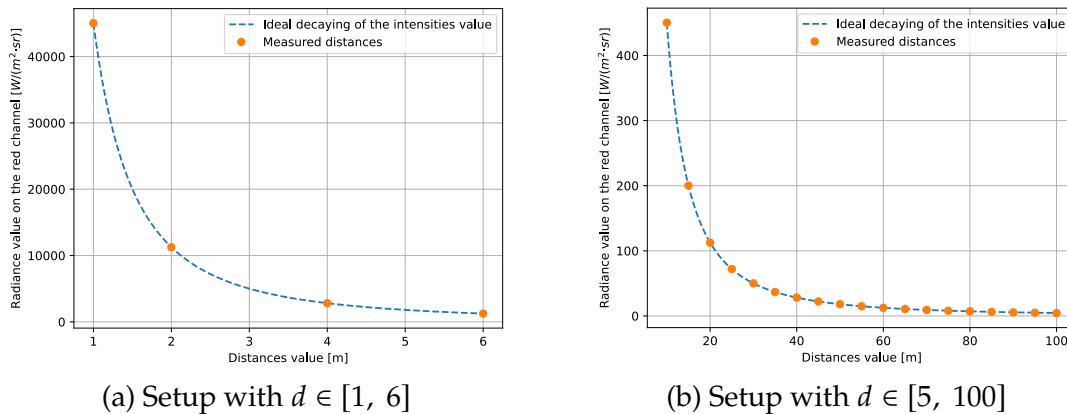 Radiance value on the red channel [W/(m²·sr)]
40000
30000
20000
10000
0
Ideal decaying of the intensities value
Measured distances
1 2 3 4 5 6
Distances value [m]
(a) Setup with d ∈ [1, 6]
Radiance value on the red channel [W/(m²·sr)]
400
300
200
100
0
Ideal decaying of the intensities value
Measured distances
20 40 60 80 100
Distances value [m]
(b) Setup with d ∈ [5, 100]